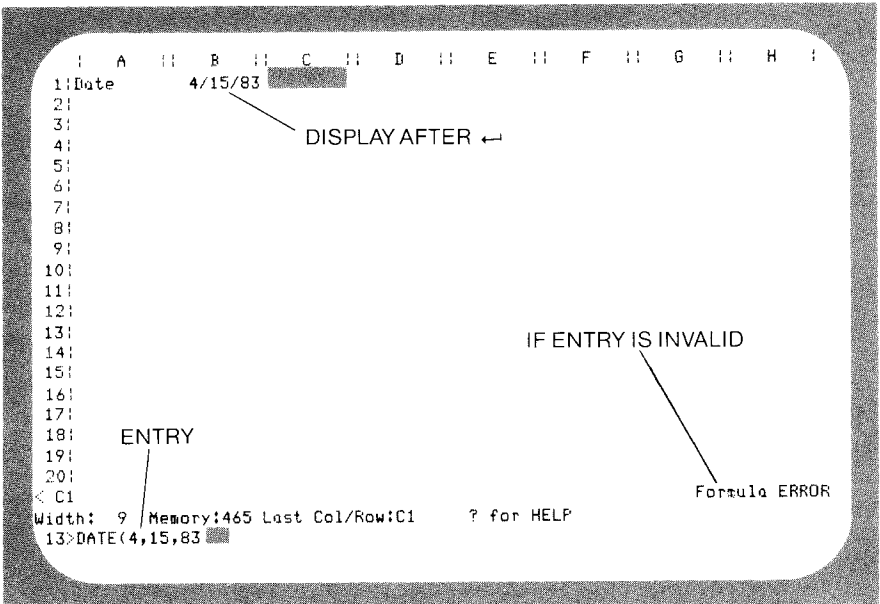 | A || B || C || D || E || F || G || H |
1|Date 4/15/83
2|
3|
DISPLAY AFTER ↵
4|
5|
6|
7|
8|
9|
10|
11|
12|
13|
IF ENTRY IS INVALID
14|
15|
16|
17|
18|
ENTRY
19|
20|
< C1
Formula ERROR
Width: 9 Memory:465 Last Col/Row:C1 ? for HELP
13>DATE(4,15,83